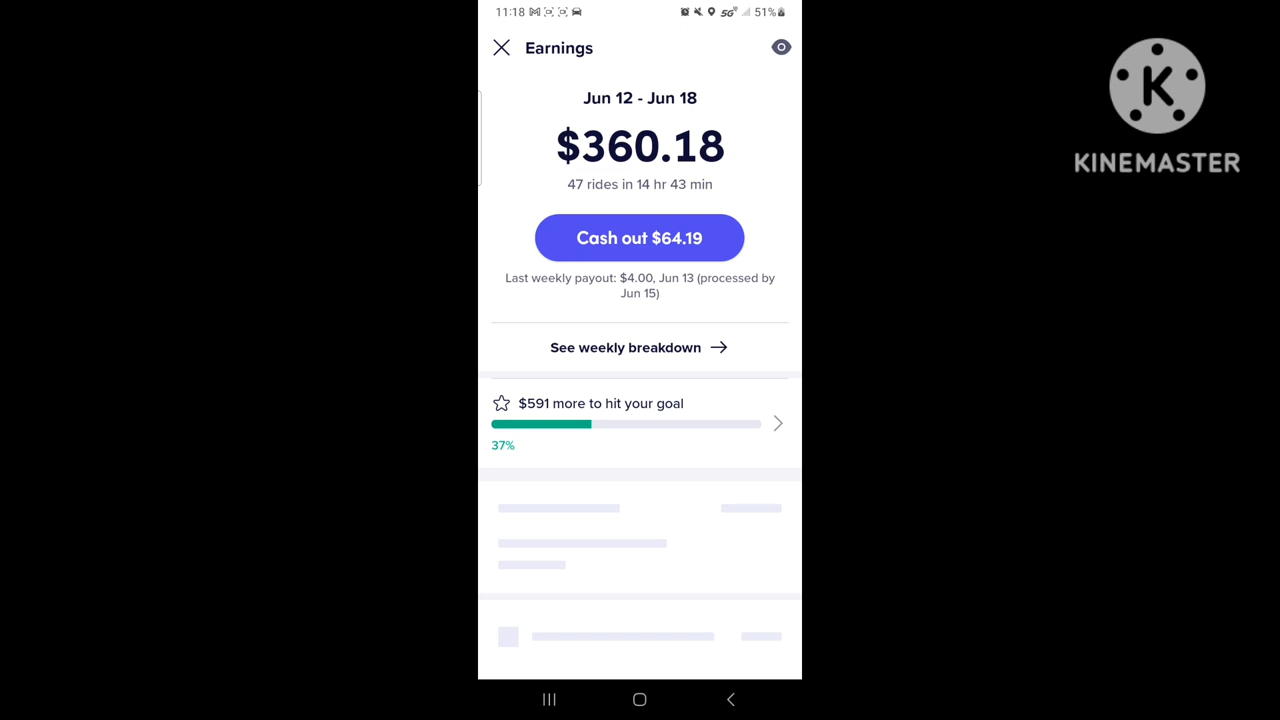 11:18
5G
51%
Earnings
Jun 12 - Jun 18
$360.18
47 rides in 14 hr 43 min
Cash out $64.19
Last weekly payout: $4.00, Jun 13 (processed by
Jun 15)
See weekly breakdown
$591 more to hit your goal
37%
K
KINEMASTER